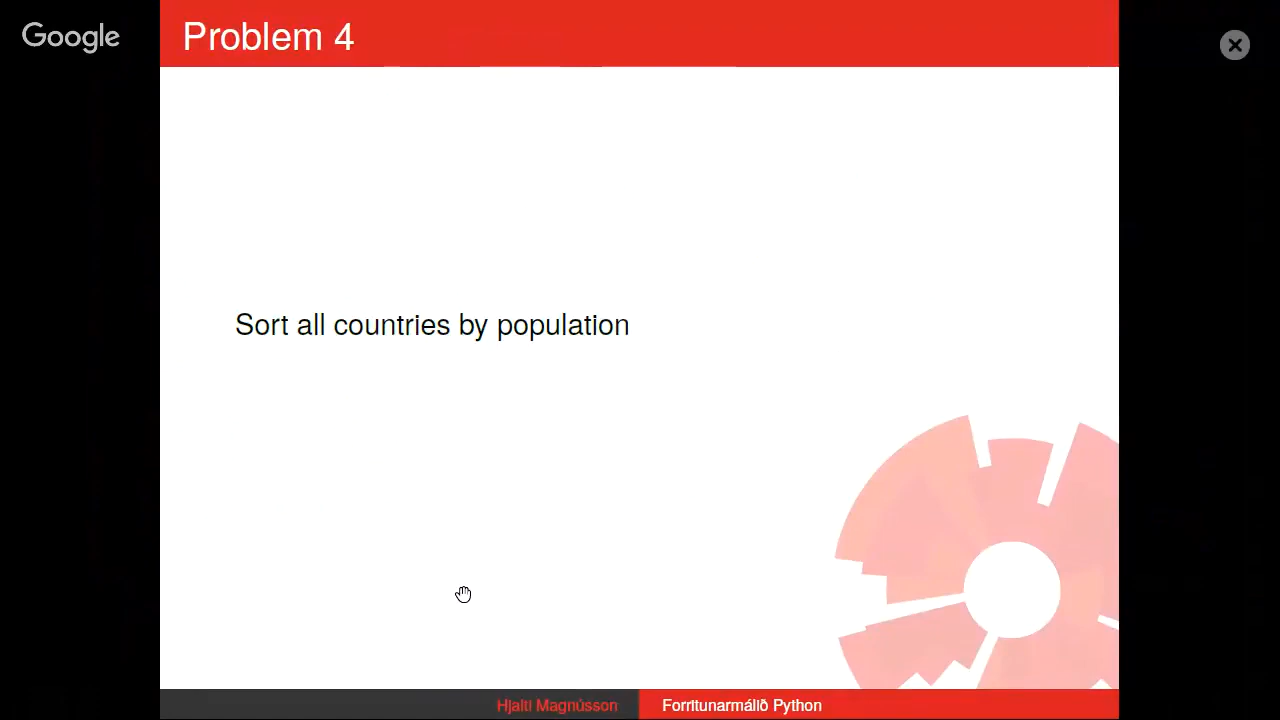 Google
Problem 4
Sort all countries by population
Hjalti Magnússon
Forritunarmálið Python